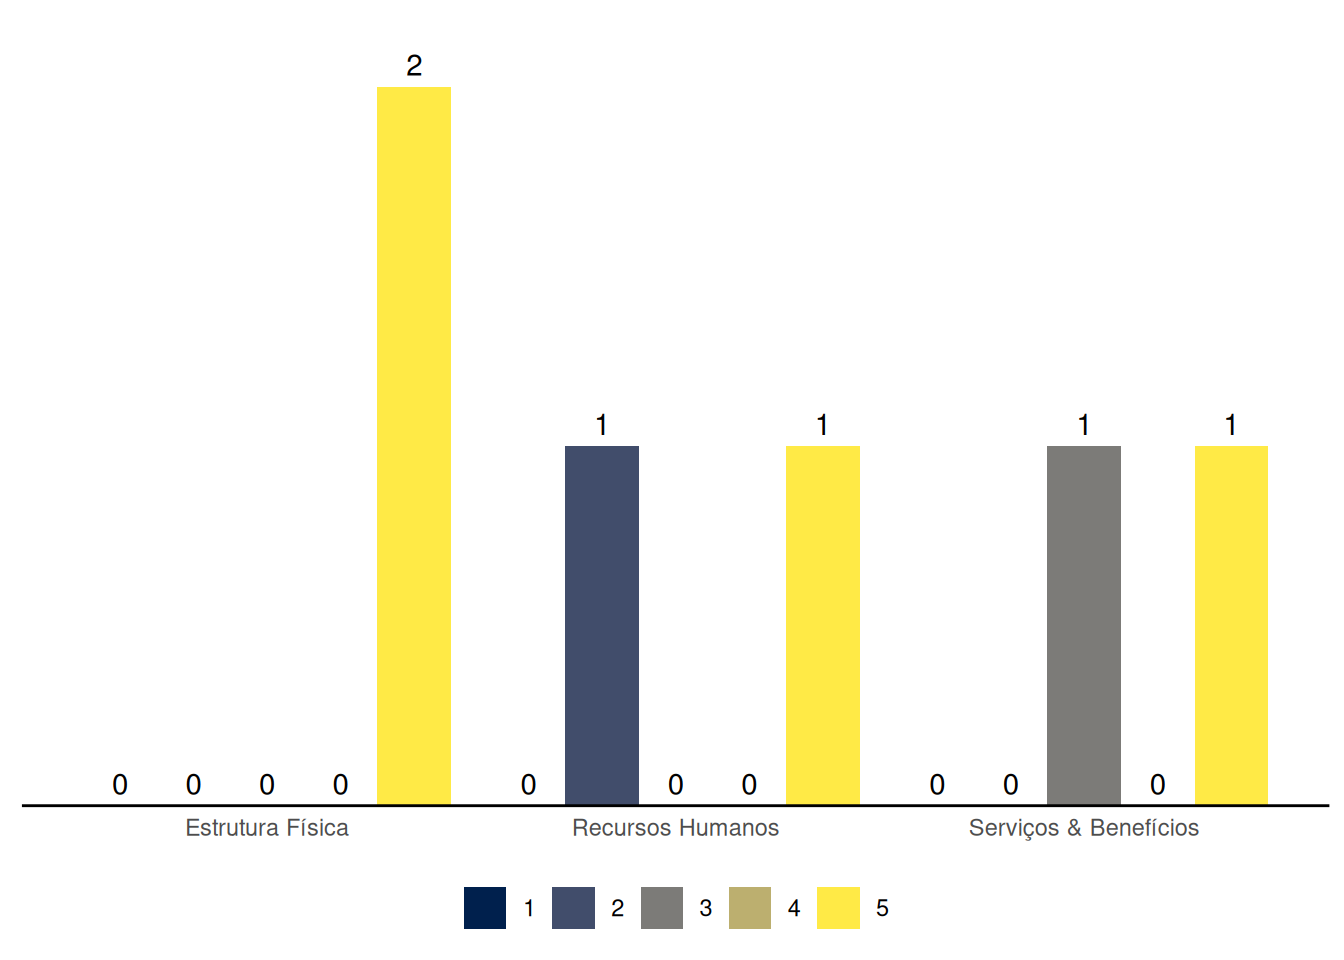 2
1 1 1 1
0 0 0 0 0 0 0 0 0 0
Estrutura Física Recursos Humanos Serviços & Benefícios
1 2 3 4 5